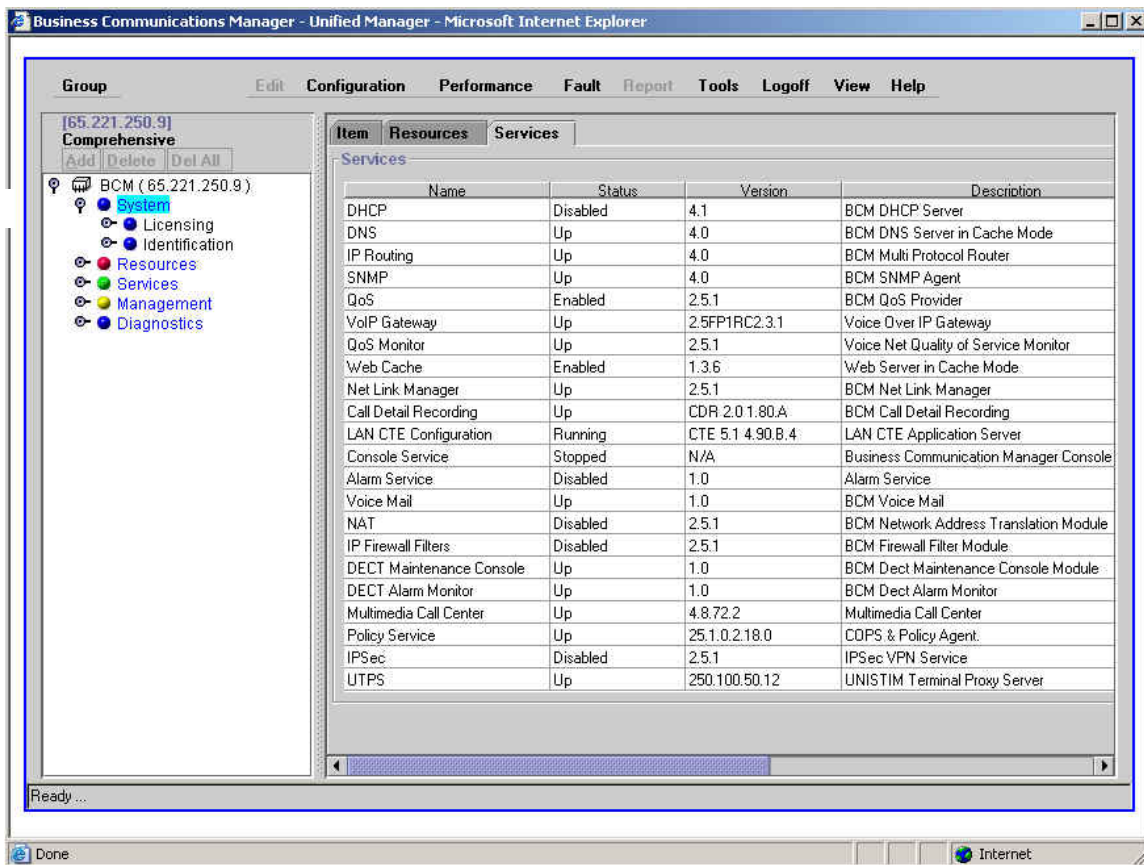 Business Communications Manager - Unified Manager - Microsoft Internet Explorer
Group Edit Configuration Performance Fault Report Tools Logoff View Help
[65.221.250.9]
Comprehensive
Add Delete Del All
BCM ( 65.221.250.9 )
System
Licensing
Identification
Resources
Services
Management
Diagnostics
Item Resources Services
Services
Name Status Version Description
DHCP Disabled 4.1 BCM DHCP Server
DNS Up 4.0 BCM DNS Server in Cache Mode
IP Routing Up 4.0 BCM Multi Protocol Router
SNMP Up 4.0 BCM SNMP Agent
QoS Enabled 2.5.1 BCM QoS Provider
VoIP Gateway Up 2.5FP1RC2.3.1 Voice Over IP Gateway
QoS Monitor Up 2.5.1 Voice Net Quality of Service Monitor
Web Cache Enabled 1.3.6 Web Server in Cache Mode
Net Link Manager Up 2.5.1 BCM Net Link Manager
Call Detail Recording Up CDR 2.0 1.80.A BCM Call Detail Recording
LAN CTE Configuration Running CTE 5.1 4.90.B.4 LAN CTE Application Server
Console Service Stopped N/A Business Communication Manager Console
Alarm Service Disabled 1.0 Alarm Service
Voice Mail Up 1.0 BCM Voice Mail
NAT Disabled 2.5.1 BCM Network Address Translation Module
IP Firewall Filters Disabled 2.5.1 BCM Firewall Filter Module
DECT Maintenance Console Up 1.0 BCM Dect Maintenance Console Module
DECT Alarm Monitor Up 1.0 BCM Dect Alarm Monitor
Multimedia Call Center Up 4.8.72.2 Multimedia Call Center
Policy Service Up 25.1.0.2.18.0 COPS & Policy Agent.
IPSec Disabled 2.5.1 IPSec VPN Service
UTPS Up 250.100.50.12 UNISTIM Terminal Proxy Server
Ready ...
Done Internet